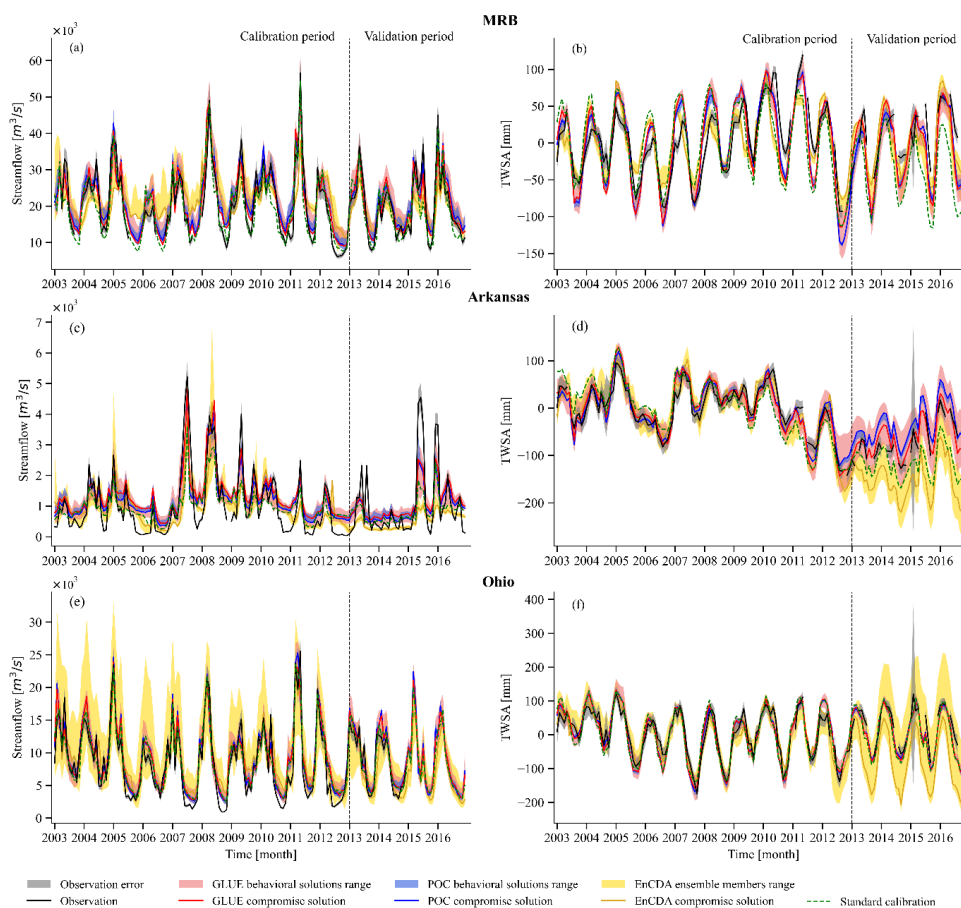 MRB
×10³
(a)
Calibration period
Validation period
Streamflow [m³/s]
60
50
40
30
20
10
2003 2004 2005 2006 2007 2008 2009 2010 2011 2012 2013 2014 2015 2016
(b)
Calibration period
Validation period
TWSA [mm]
100
50
0
−50
−100
−150
2003 2004 2005 2006 2007 2008 2009 2010 2011 2012 2013 2014 2015 2016
Arkansas
×10³
(c)
Streamflow [m³/s]
7
6
5
4
3
2
1
0
2003 2004 2005 2006 2007 2008 2009 2010 2011 2012 2013 2014 2015 2016
(d)
TWSA [mm]
100
0
−100
−200
2003 2004 2005 2006 2007 2008 2009 2010 2011 2012 2013 2014 2015 2016
Ohio
×10³
(e)
Streamflow [m³/s]
35
30
25
20
15
10
5
0
2003 2004 2005 2006 2007 2008 2009 2010 2011 2012 2013 2014 2015 2016
Time [month]
(f)
TWSA [mm]
400
300
200
100
0
−100
−200
2003 2004 2005 2006 2007 2008 2009 2010 2011 2012 2013 2014 2015 2016
Time [month]
Observation error
GLUE behavioral solutions range
POC behavioral solutions range
EnCDA ensemble members range
Observation
GLUE compromise solution
POC compromise solution
EnCDA compromise solution
Standard calibration